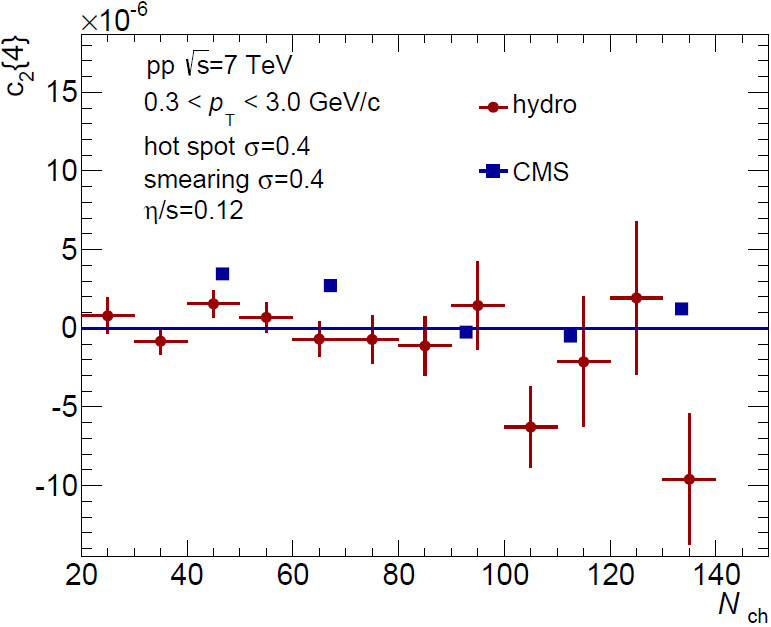 ×10-6
c2{4}
pp √s=7 TeV
0.3 < pT < 3.0 GeV/c
hot spot σ=0.4
smearing σ=0.4
η/s=0.12
hydro
CMS
15
10
5
0
-5
-10
20 40 60 80 100 120 140
Nch